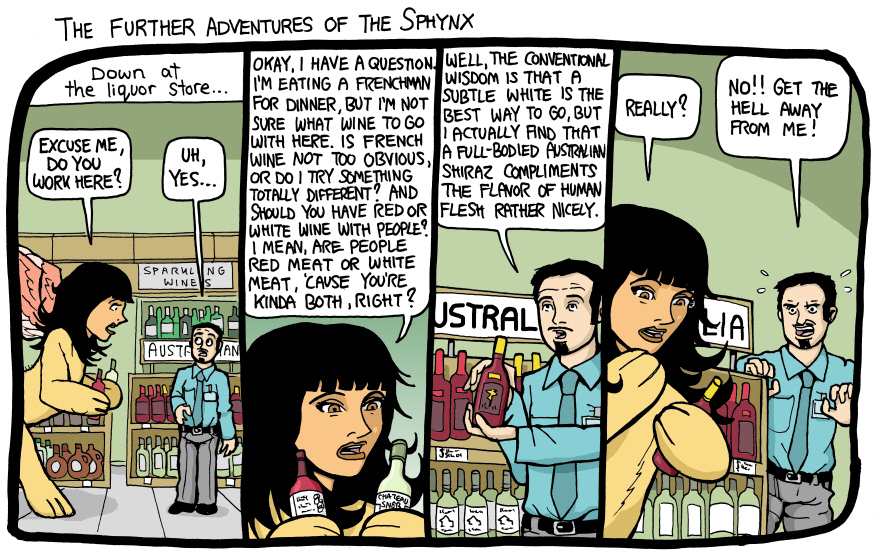 THE FURTHER ADVENTURES OF THE SPHYNX
Down at
the liquor store...
EXCUSE ME,
DO YOU
WORK HERE?
UH,
YES...
SPARKLING
WINES
AUSTR
AN
OKAY, I HAVE A QUESTION.
I'M EATING A FRENCHMAN
FOR DINNER, BUT I'M NOT
SURE WHAT WINE TO GO
WITH HERE. IS FRENCH
WINE NOT TOO OBVIOUS,
OR DO I TRY SOMETHING
TOTALLY DIFFERENT? AND
SHOULD YOU HAVE RED OR
WHITE WINE WITH PEOPLE?
I MEAN, ARE PEOPLE
RED MEAT OR WHITE
MEAT, 'CAUSE YOU'RE
KINDA BOTH, RIGHT?
CHATEAU
WELL, THE CONVENTIONAL
WISDOM IS THAT A
SUBTLE WHITE IS THE
BEST WAY TO GO, BUT
I ACTUALLY FIND THAT
A FULL-BODIED AUSTRALIAN
SHIRAZ COMPLIMENTS
THE FLAVOR OF HUMAN
FLESH RATHER NICELY.
USTRAL
REALLY?
NO!! GET THE
HELL AWAY
FROM ME!
LIA